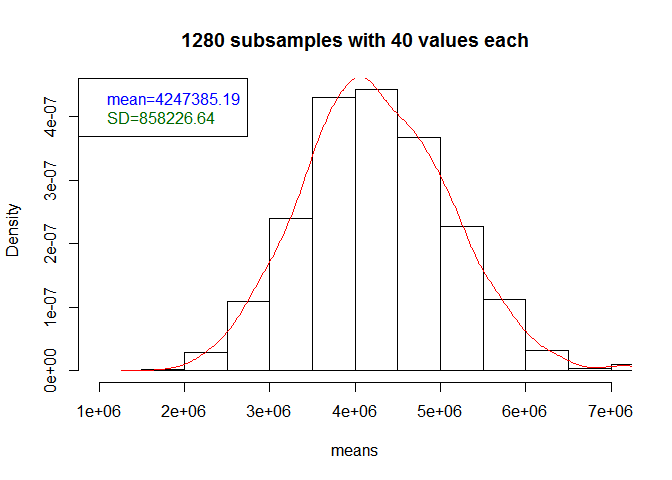 1280 subsamples with 40 values each
mean=4247385.19
SD=858226.64
Density
0e+00 1e-07 2e-07 3e-07 4e-07
1e+06 2e+06 3e+06 4e+06 5e+06 6e+06 7e+06
means